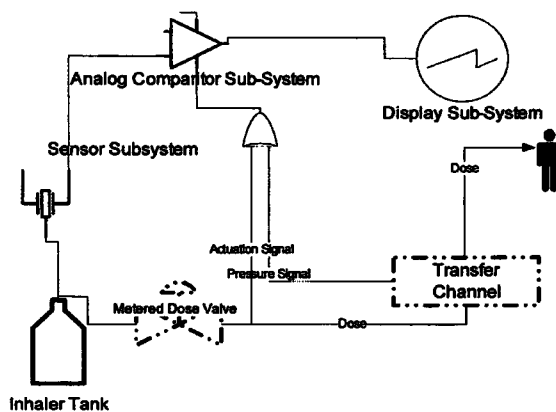 Analog Compartor Sub-System
Display Sub-System
Sensor Subsystem
Dose
Actuation Signal
Pressure Signal
Transfer
Channel
Metered Dose Valve
Dose
Inhaler Tank